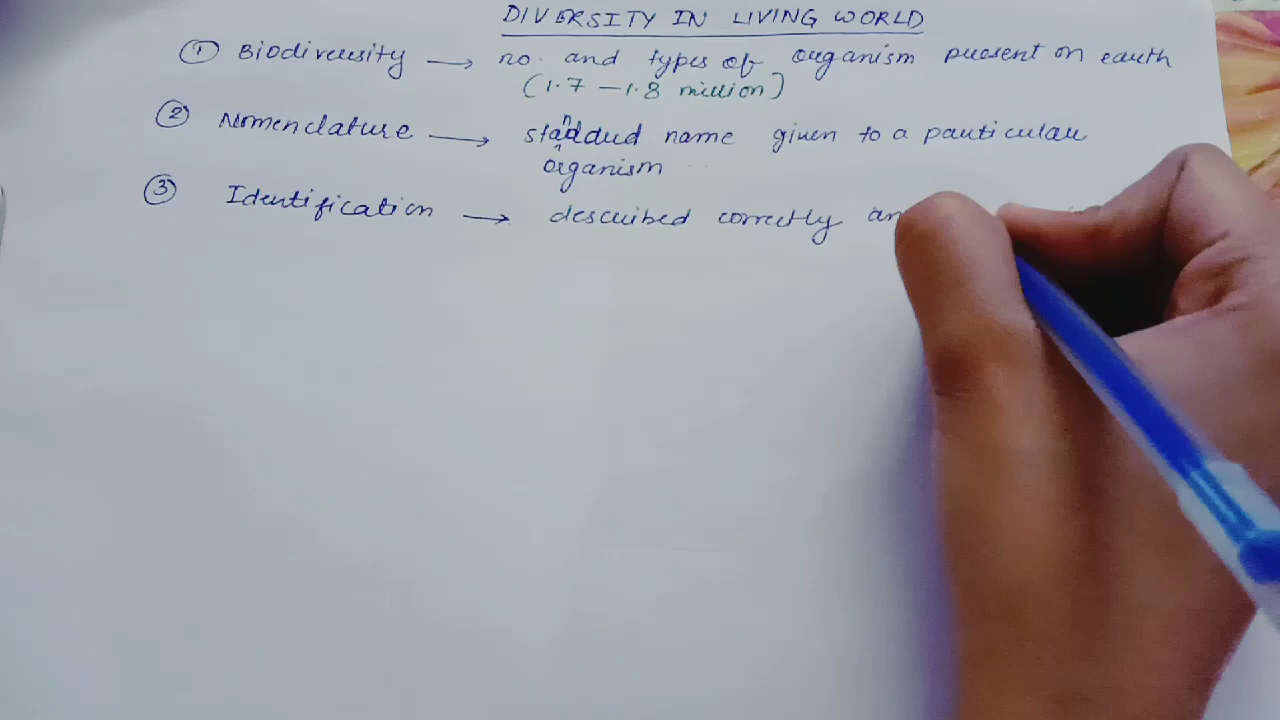 DIVERSITY IN LIVING WORLD
① Biodiversity → no. and types of organism present on earth
(1.7 – 1.8 million)
② Nomenclature → standard name given to a particular
organism
③ Identification → described correctly